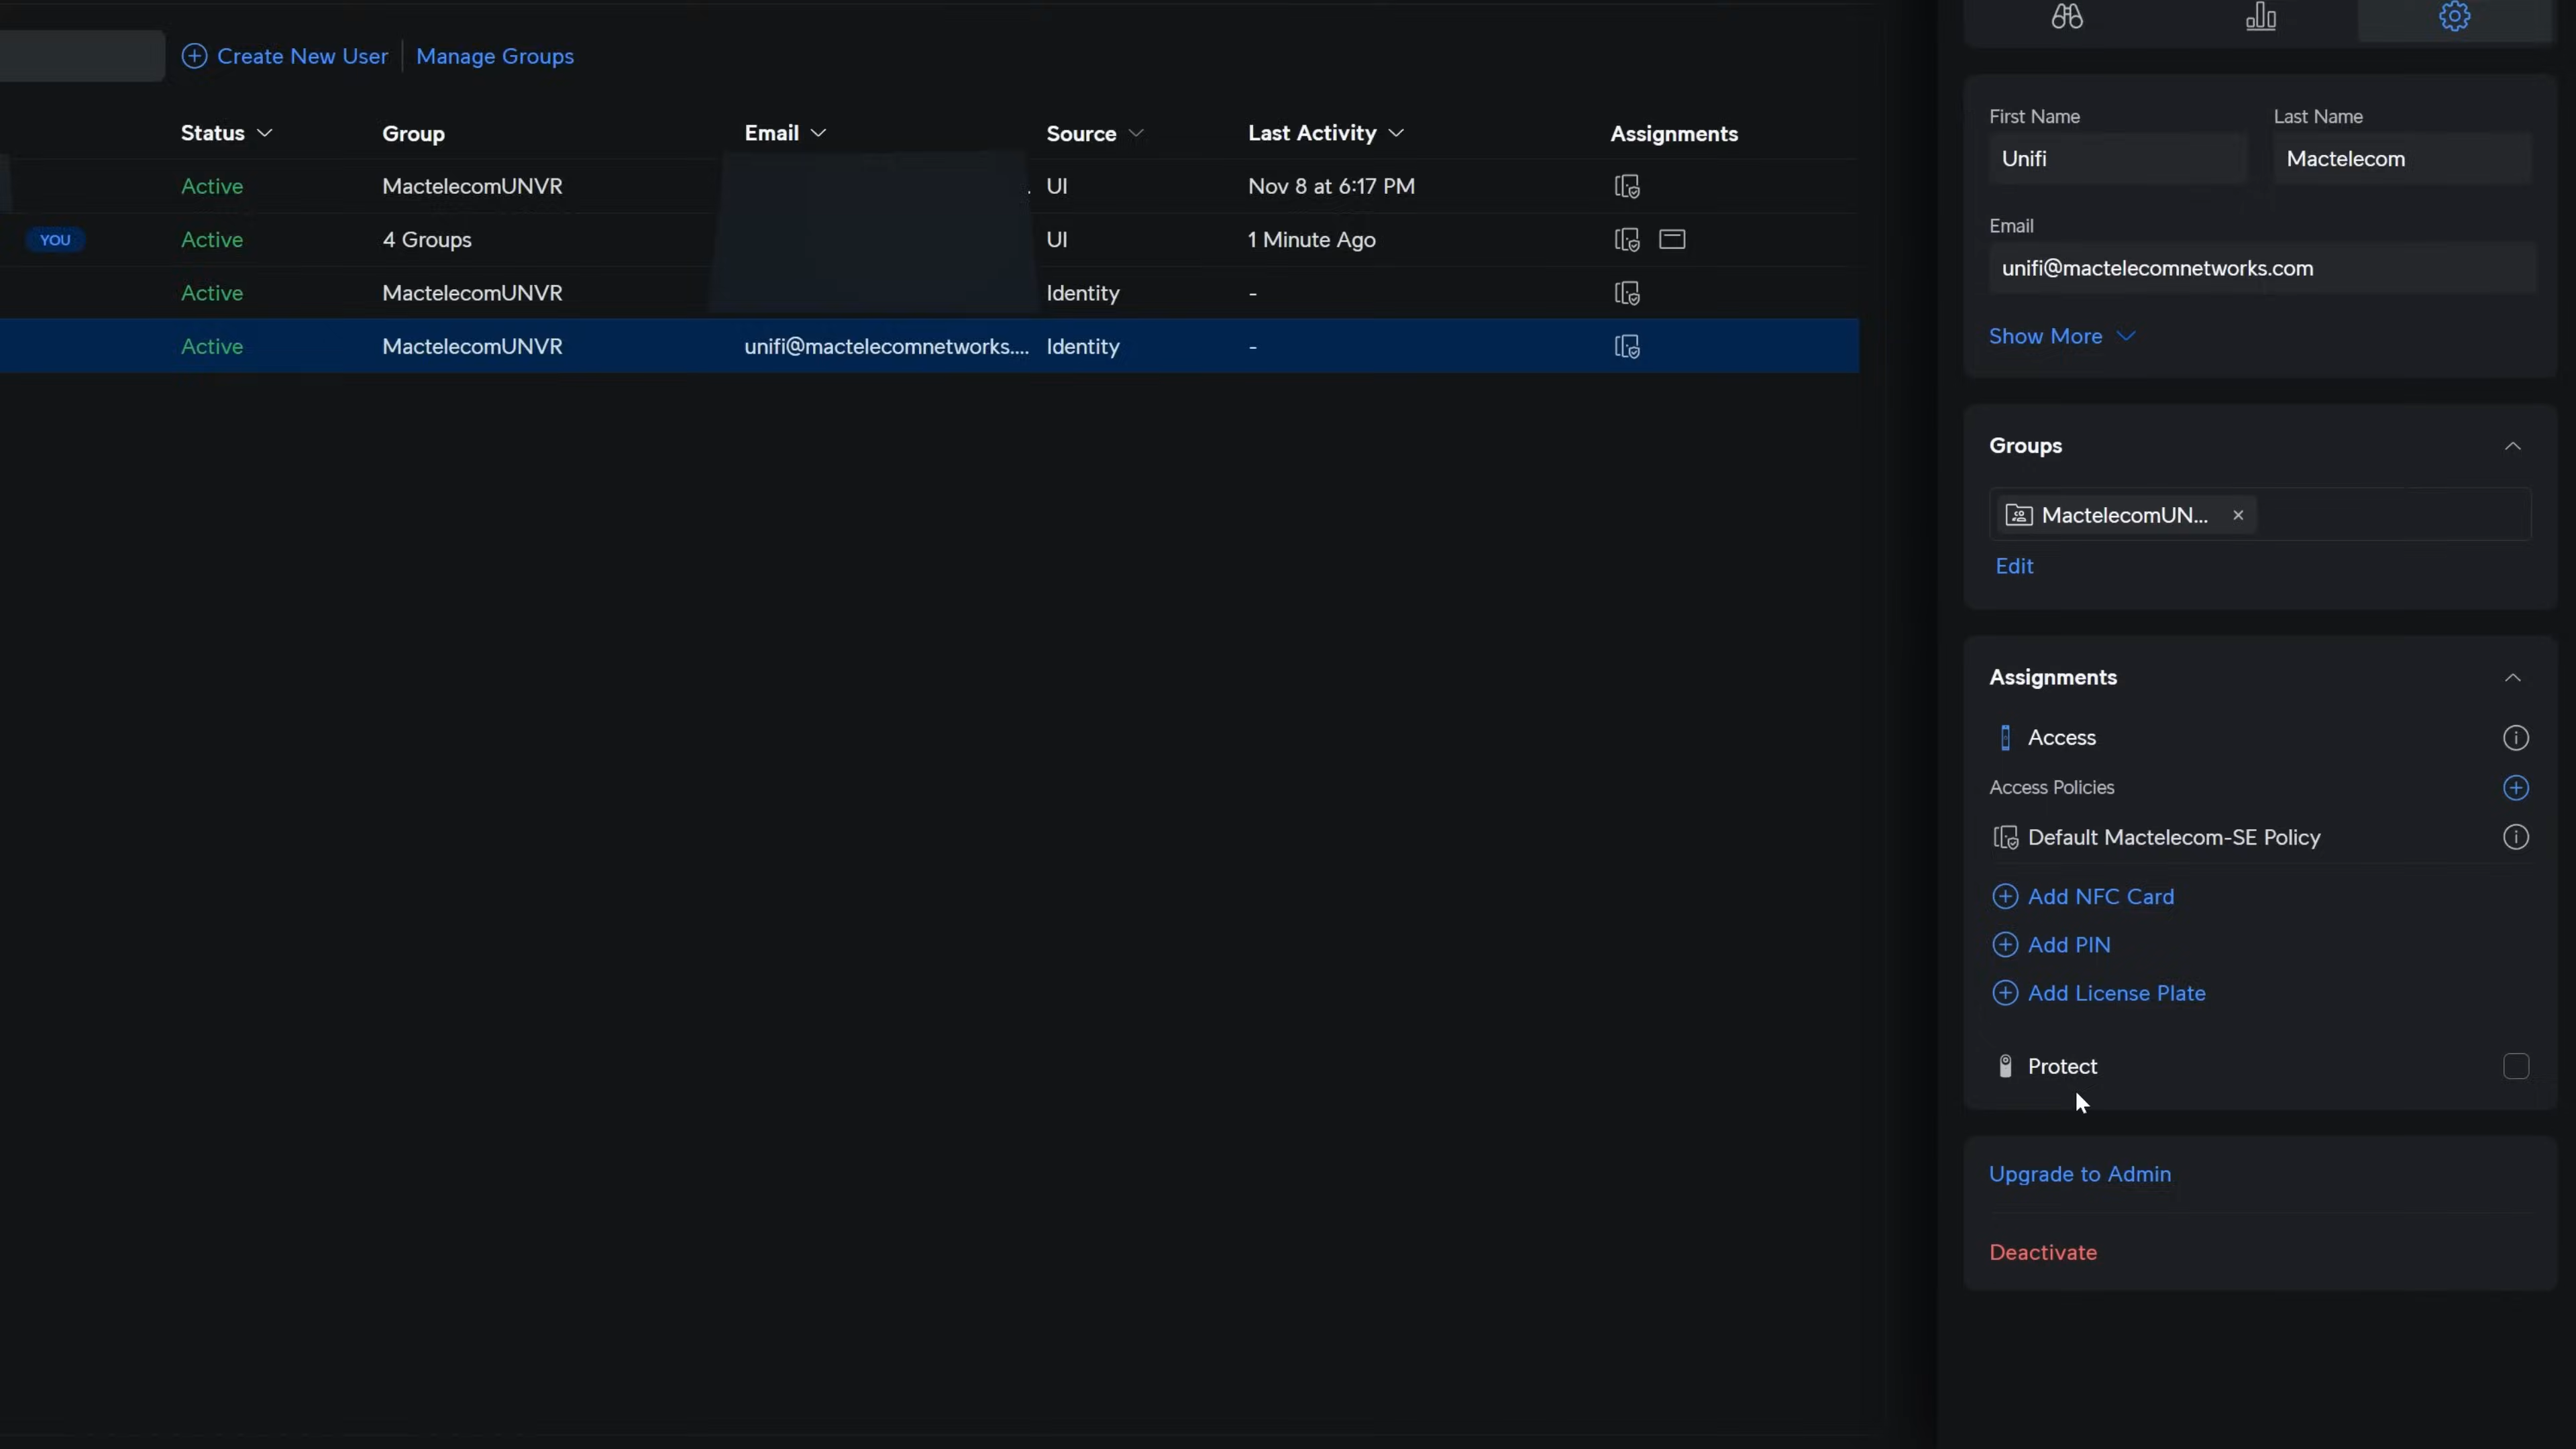 Create New User
Manage Groups
Status
Group
Email
Source
Last Activity
Assignments
Active
MactelecomUNVR
.
UI
Nov 8 at 6:17 PM
YOU
Active
4 Groups
UI
1 Minute Ago
Active
MactelecomUNVR
Identity
-
Active
MactelecomUNVR
unifi@mactelecomnetworks....
Identity
-
First Name
Last Name
Unifi
Mactelecom
Email
unifi@mactelecomnetworks.com
Show More
Groups
MactelecomUN...
Edit
Assignments
Access
Access Policies
Default Mactelecom-SE Policy
Add NFC Card
Add PIN
Add License Plate
Protect
Upgrade to Admin
Deactivate